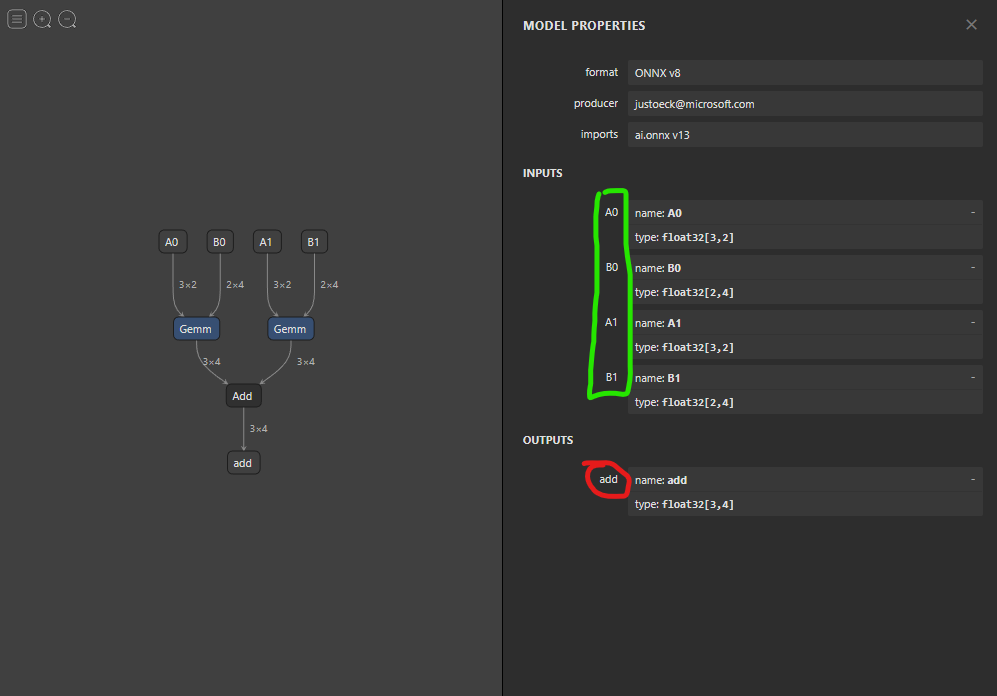 A0 B0 A1 B1
3×2 2×4 3×2 2×4
Gemm Gemm
3×4 3×4
Add
3×4
add
MODEL PROPERTIES
format ONNX v8
producer justoeck@microsoft.com
imports ai.onnx v13
INPUTS
A0 name: A0 -
type: float32[3,2]
B0 name: B0 -
type: float32[2,4]
A1 name: A1 -
type: float32[3,2]
B1 name: B1 -
type: float32[2,4]
OUTPUTS
add name: add -
type: float32[3,4]